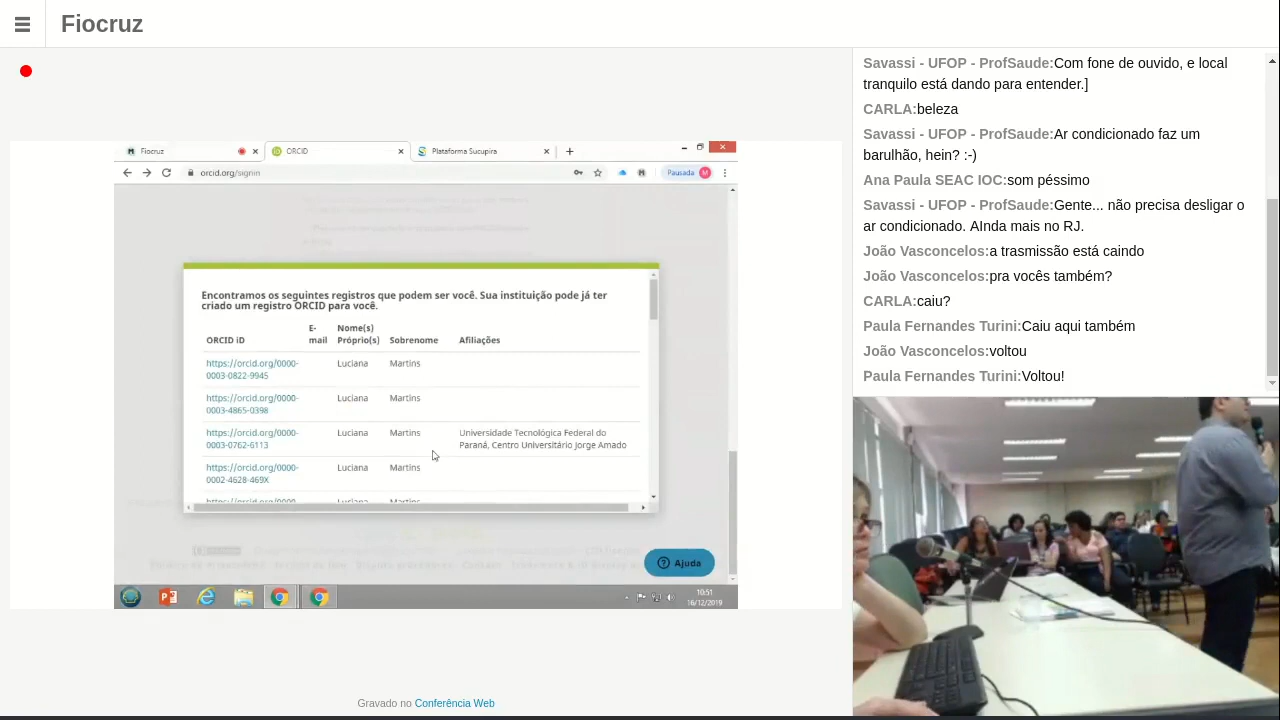 Fiocruz
Savassi - UFOP - ProfSaude:Com fone de ouvido, e local
tranquilo está dando para entender.]
CARLA:beleza
Savassi - UFOP - ProfSaude:Ar condicionado faz um
barulhão, hein? :-)
Ana Paula SEAC IOC:som péssimo
Savassi - UFOP - ProfSaude:Gente... não precisa desligar o
ar condicionado. AInda mais no RJ.
João Vasconcelos:a trasmissão está caindo
João Vasconcelos:pra vocês também?
CARLA:caiu?
Paula Fernandes Turini:Caiu aqui também
João Vasconcelos:voltou
Paula Fernandes Turini:Voltou!
Fiocruz
ORCID
Plataforma Sucupira
orcid.org/signin
Pausada M
Encontramos os seguintes registros que podem ser você. Sua instituição pode já ter
criado um registro ORCID para você.
ORCID iD E-mail Nome(s) Próprio(s) Sobrenome Afiliações
https://orcid.org/0000-
0003-0822-9945 Luciana Martins
https://orcid.org/0000-
0003-4865-0398 Luciana Martins
https://orcid.org/0000-
0003-0762-6113 Luciana Martins Universidade Tecnológica Federal do
Paraná, Centro Universitário Jorge Amado
https://orcid.org/0000-
0002-4628-469X Luciana Martins
https://orcid.org/0000- Luciana Martins
Ajuda
10:51
16/12/2019
Gravado no Conferência Web